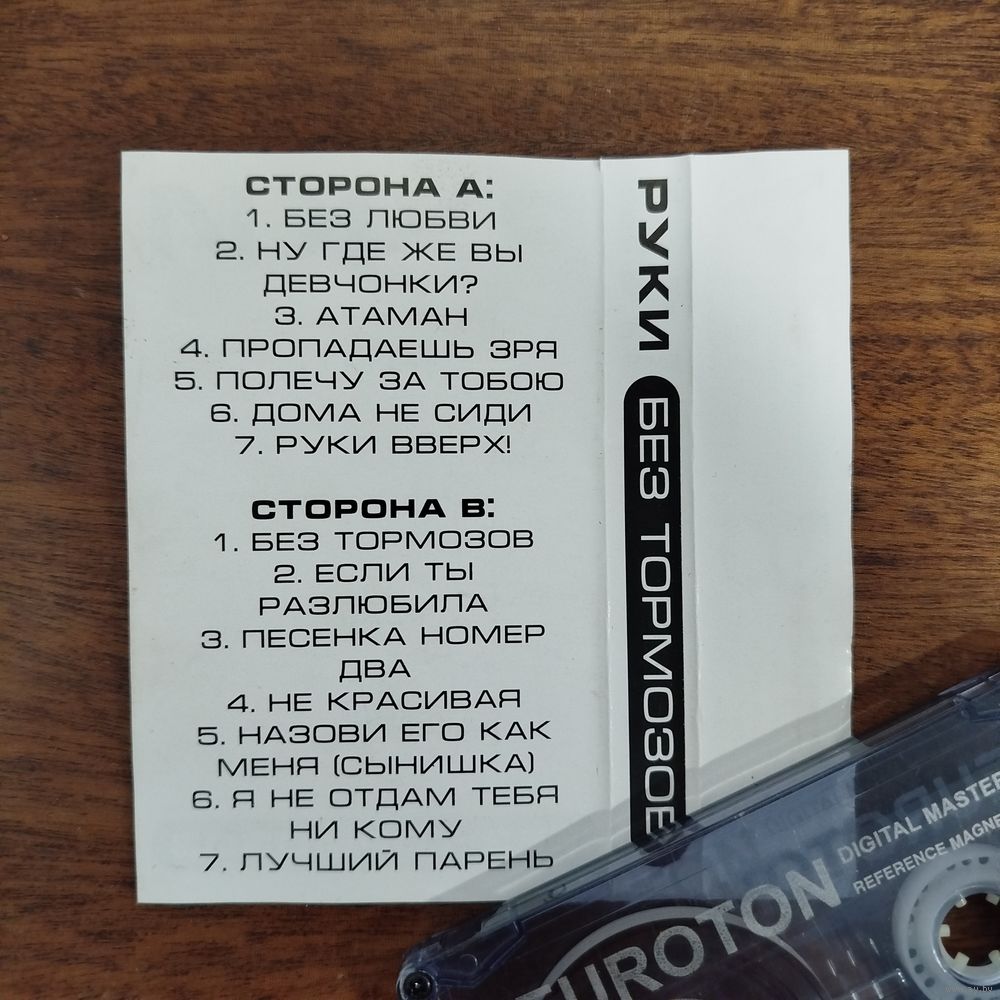 СТОРОНА А:
1. БЕЗ ЛЮБВИ
2. НУ ГДЕ ЖЕ ВЫ
ДЕВЧОНКИ?
3. АТАМАН
4. ПРОПАДАЕШЬ ЗРЯ
5. ПОЛЕЧУ ЗА ТОБОЮ
6. ДОМА НЕ СИДИ
7. РУКИ ВВЕРХ!
СТОРОНА В:
1. БЕЗ ТОРМОЗОВ
2. ЕСЛИ ТЫ
РАЗЛЮБИЛА
3. ПЕСЕНКА НОМЕР
ДВА
4. НЕ КРАСИВАЯ
5. НАЗОВИ ЕГО КАК
МЕНЯ (СЫНИШКА)
6. Я НЕ ОТДАМ ТЕБЯ
НИ КОМУ
7. ЛУЧШИЙ ПАРЕНЬ
РУКИ БЕЗ ТОРМОЗОВ
UROTON
DIGITAL MASTER
REFERENCE MAGNE